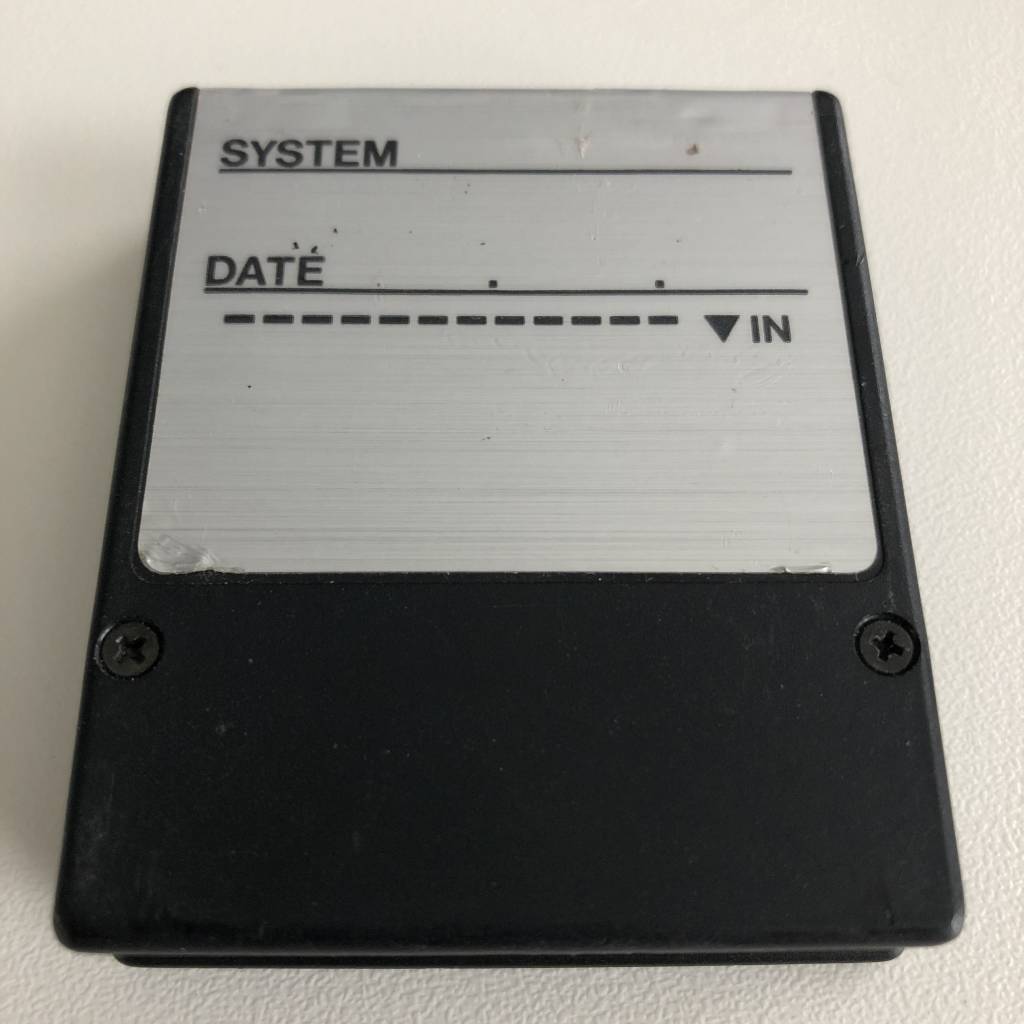 SYSTEM
DATE . .
------------ ▼IN